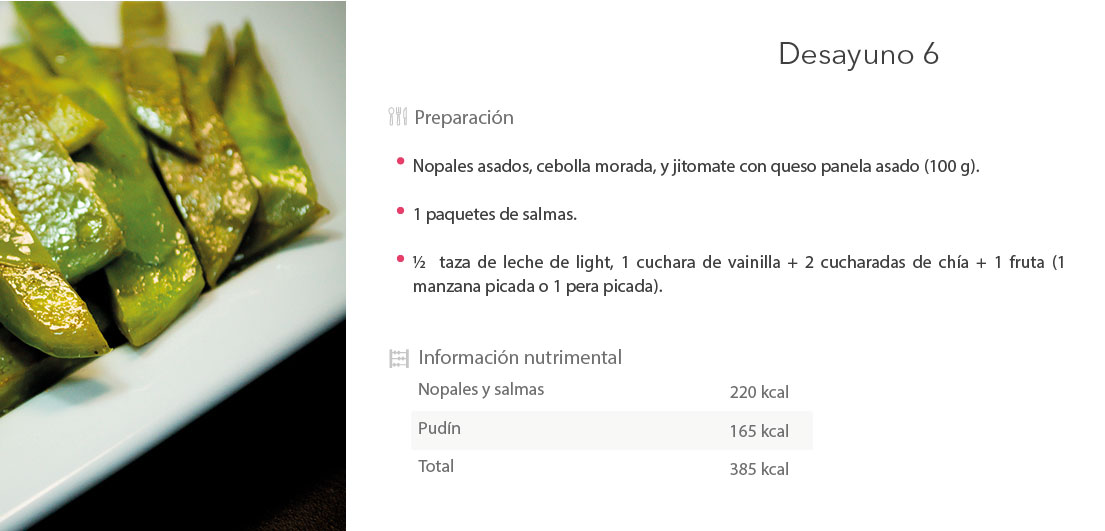 Desayuno 6
Preparación
Nopales asados, cebolla morada, y jitomate con queso panela asado (100 g).
1 paquetes de salmas.
½ taza de leche de light, 1 cuchara de vainilla + 2 cucharadas de chía + 1 fruta (1
manzana picada o 1 pera picada).
Información nutrimental
Nopales y salmas 220 kcal
Pudín 165 kcal
Total 385 kcal